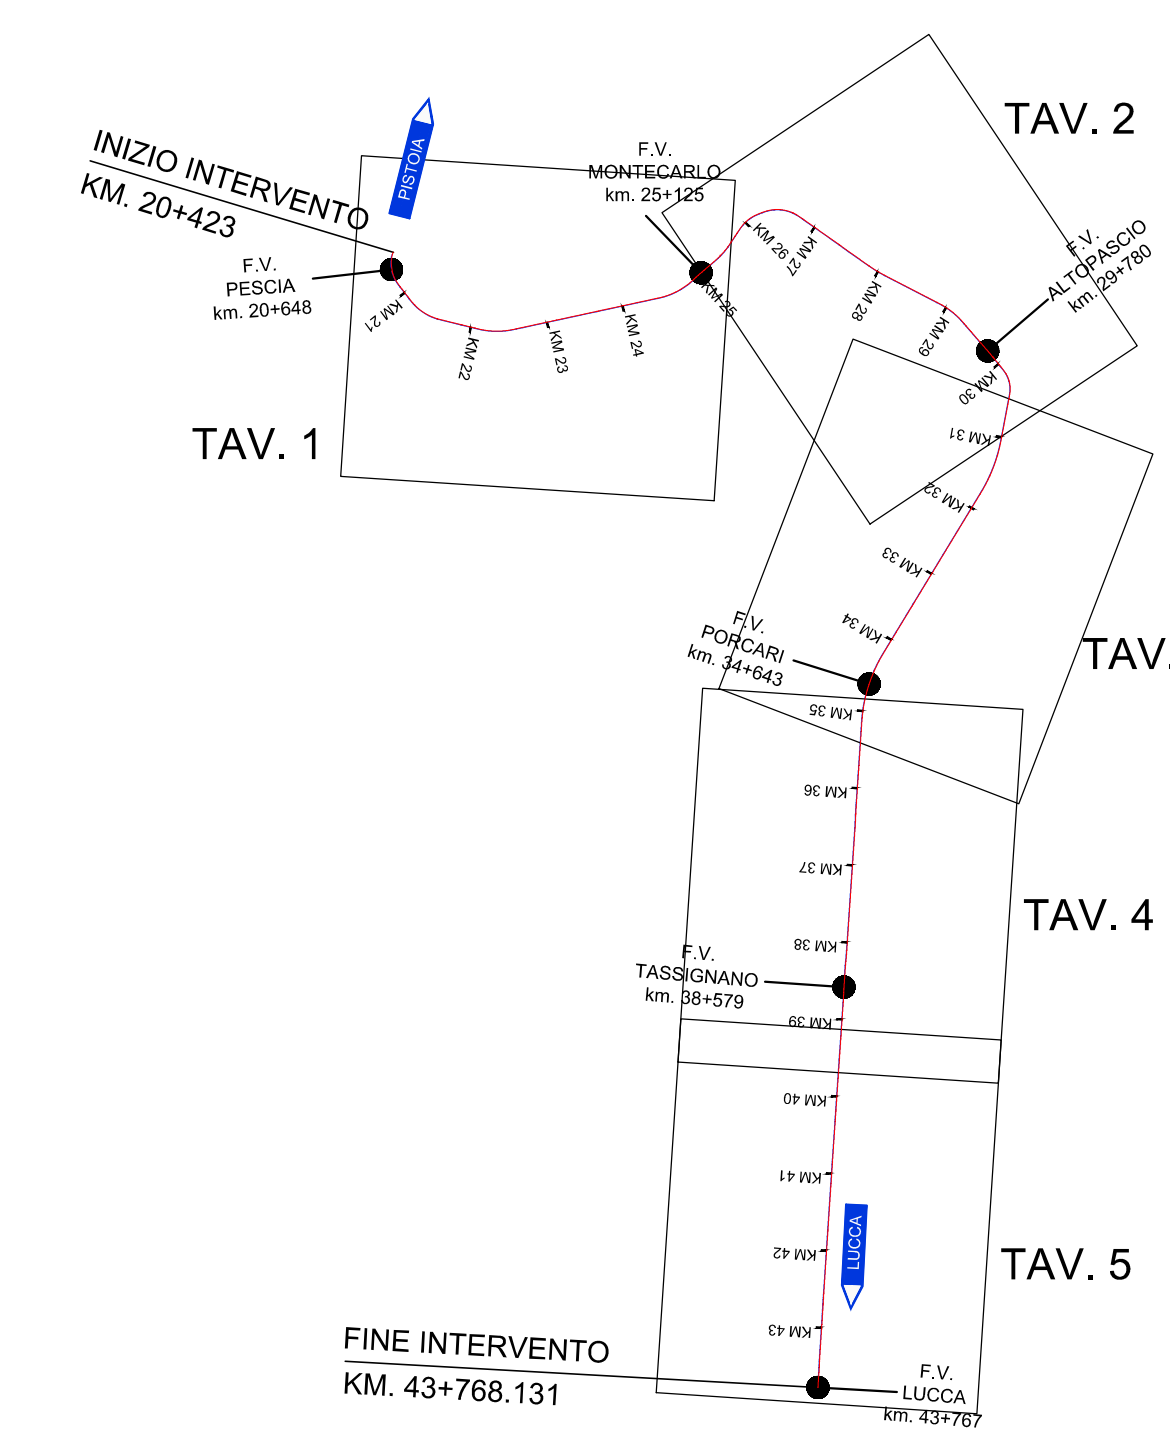 TAV. 2
INIZIO INTERVENTO
KM. 20+423
PISTOIA
F.V.
MONTECARLO
km. 25+125
F.V.
PESCIA
km. 20+648
F.V.
ALTOPASCIO
km. 29+780
KM 21
KM 22
KM 23
KM 24
KM 25
KM 26
KM 27
KM 28
KM 29
KM 30
TAV. 1
KM 31
KM 32
KM 33
KM 34
F.V.
PORCARI
km. 34+643
TAV.
KM 35
KM 36
KM 37
KM 38
TAV. 4
F.V.
TASSIGNANO
km. 38+579
KM 39
KM 40
KM 41
LUCCA
KM 42
TAV. 5
KM 43
FINE INTERVENTO
KM. 43+768.131
F.V.
LUCCA
km. 43+767